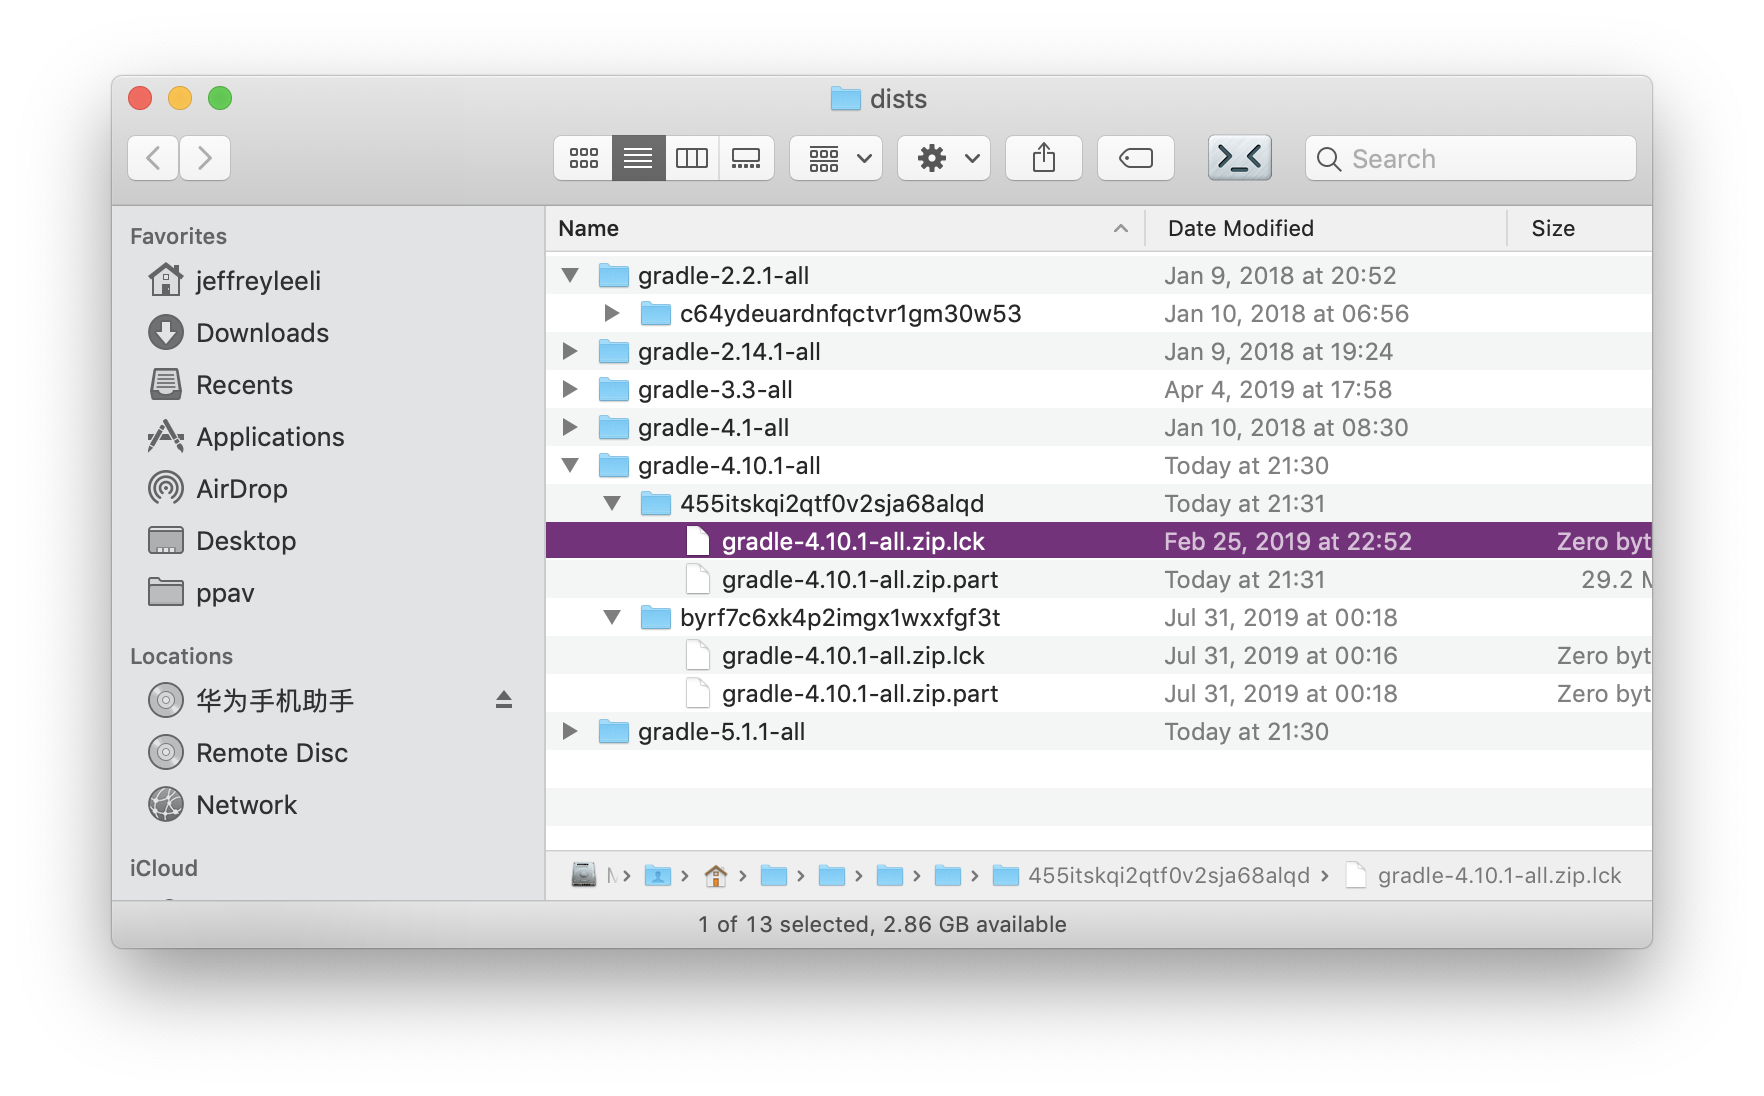 dists
Search
Favorites
jeffreyleeli
Downloads
Recents
Applications
AirDrop
Desktop
ppav
Locations
华为手机助手
Remote Disc
Network
iCloud
Name Date Modified Size
gradle-2.2.1-all Jan 9, 2018 at 20:52
c64ydeuardnfqctvr1gm30w53 Jan 10, 2018 at 06:56
gradle-2.14.1-all Jan 9, 2018 at 19:24
gradle-3.3-all Apr 4, 2019 at 17:58
gradle-4.1-all Jan 10, 2018 at 08:30
gradle-4.10.1-all Today at 21:30
455itskqi2qtf0v2sja68alqd Today at 21:31
gradle-4.10.1-all.zip.lck Feb 25, 2019 at 22:52 Zero byt
gradle-4.10.1-all.zip.part Today at 21:31 29.2 M
byrf7c6xk4p2imgx1wxxfgf3t Jul 31, 2019 at 00:18
gradle-4.10.1-all.zip.lck Jul 31, 2019 at 00:16 Zero byt
gradle-4.10.1-all.zip.part Jul 31, 2019 at 00:18 Zero byt
gradle-5.1.1-all Today at 21:30
455itskqi2qtf0v2sja68alqd › gradle-4.10.1-all.zip.lck
1 of 13 selected, 2.86 GB available